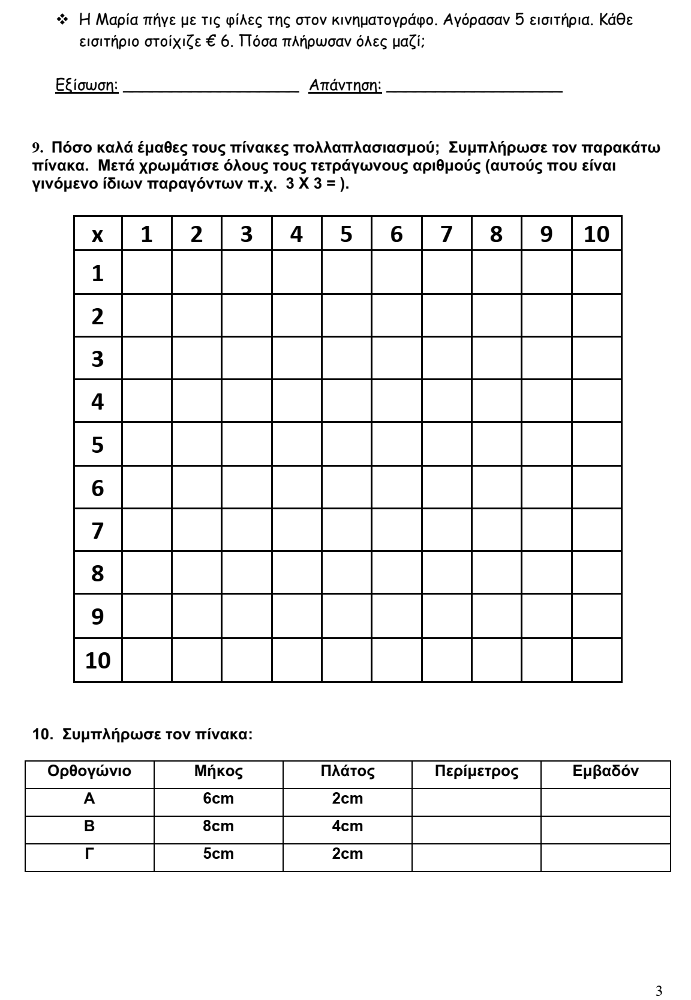 ❖ Η Μαρία πήγε με τις φίλες της στον κινηματογράφο. Αγόρασαν 5 εισιτήρια. Κάθε
εισιτήριο στοίχιζε € 6. Πόσα πλήρωσαν όλες μαζί;
Εξίσωση: ____________________ Απάντηση: ____________________
9. Πόσο καλά έμαθες τους πίνακες πολλαπλασιασμού; Συμπλήρωσε τον παρακάτω
πίνακα. Μετά χρωμάτισε όλους τους τετράγωνους αριθμούς (αυτούς που είναι
γινόμενο ίδιων παραγόντων π.χ. 3 Χ 3 = ).
x 1 2 3 4 5 6 7 8 9 10
1
2
3
4
5
6
7
8
9
10
10. Συμπλήρωσε τον πίνακα:
Ορθογώνιο Μήκος Πλάτος Περίμετρος Εμβαδόν
Α 6cm 2cm
Β 8cm 4cm
Γ 5cm 2cm
3